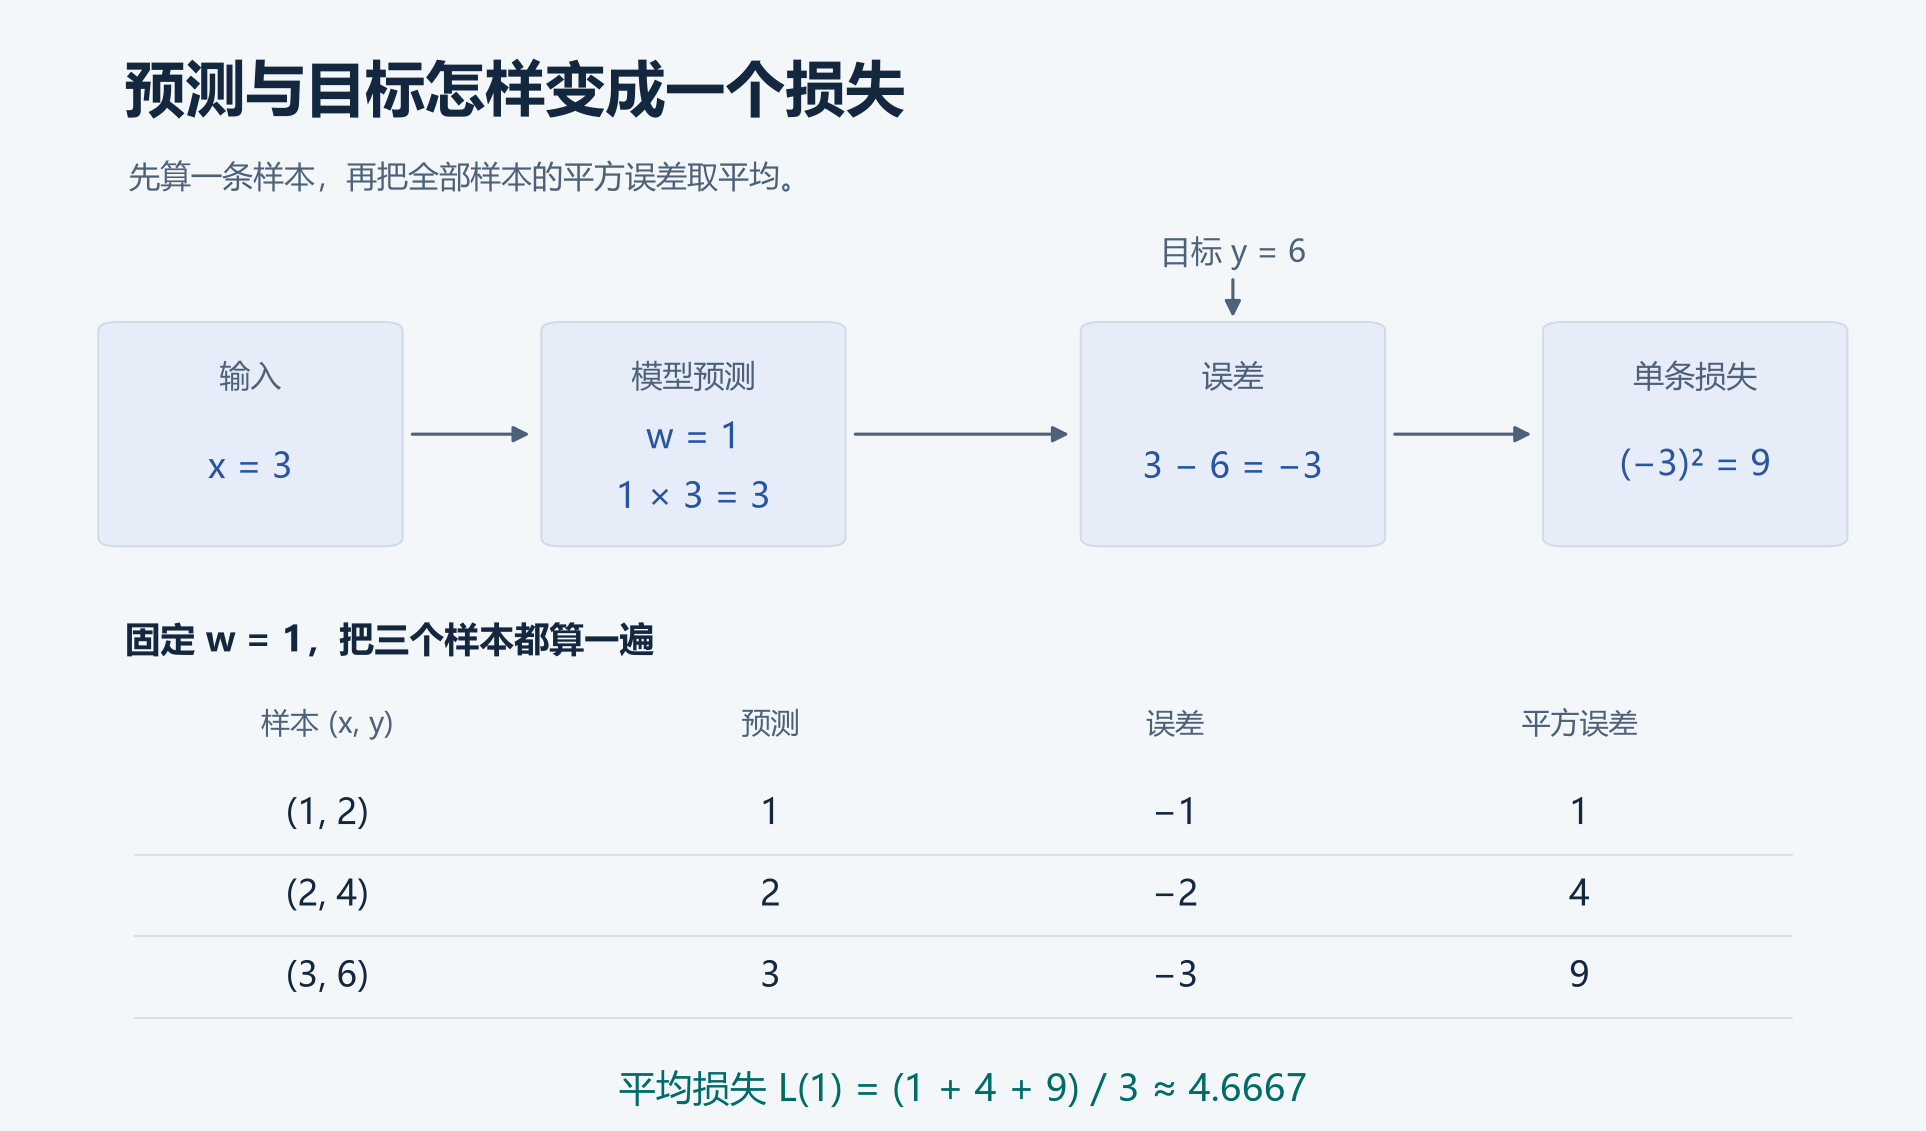 预测与目标怎样变成一个损失
先算一条样本，再把全部样本的平方误差取平均。
目标 y = 6
输入
x = 3
模型预测
w = 1
1 × 3 = 3
误差
3 − 6 = −3
单条损失
(−3)² = 9
固定 w = 1，把三个样本都算一遍
样本 (x, y) 预测 误差 平方误差
(1, 2) 1 −1 1
(2, 4) 2 −2 4
(3, 6) 3 −3 9
平均损失 L(1) = (1 + 4 + 9) / 3 ≈ 4.6667